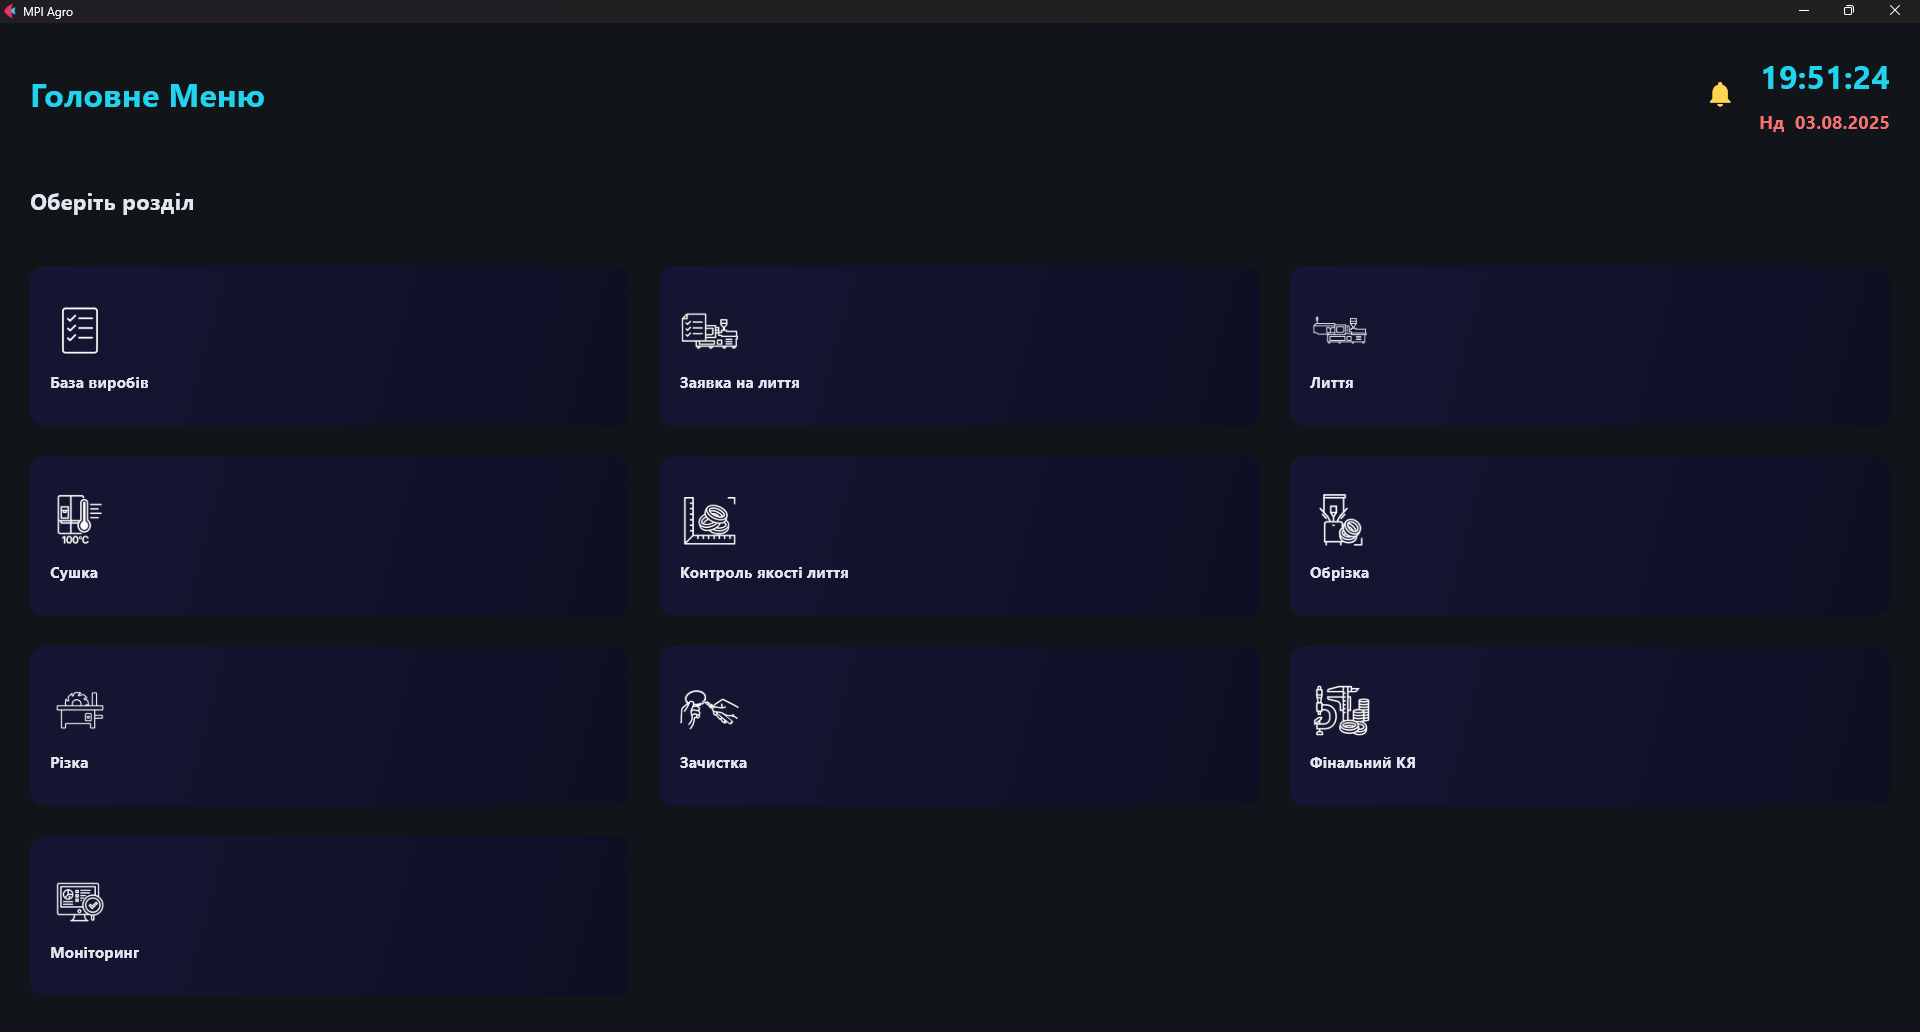 MPI Agro
Головне Меню
19:51:24
Нд 03.08.2025
Оберіть розділ
База виробів
Заявка на лиття
Лиття
100°C
Сушка
Контроль якості лиття
Обрізка
Різка
Зачистка
Фінальний КЯ
Моніторинг